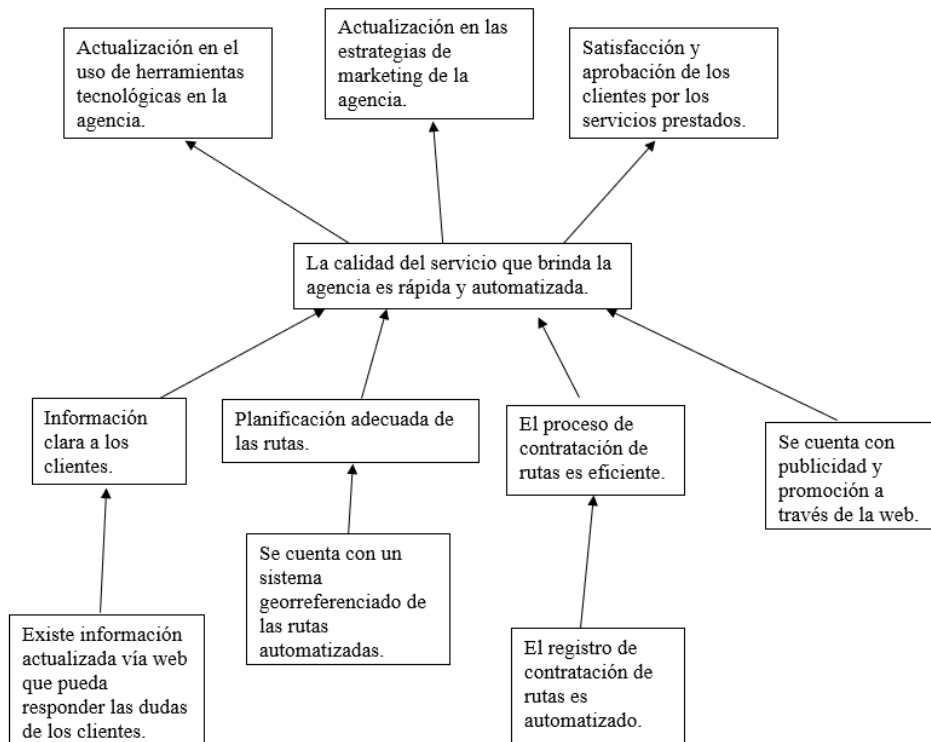 Actualización en el
uso de herramientas
tecnológicas en la
agencia.
Actualización en las
estrategias de
marketing de la
agencia.
Satisfacción y
aprobación de los
clientes por los
servicios prestados.
La calidad del servicio que brinda la
agencia es rápida y automatizada.
Información
clara a los
clientes.
Planificación adecuada de
las rutas.
El proceso de
contratación de
rutas es eficiente.
Se cuenta con
publicidad y
promoción a
través de la web.
Existe información
actualizada vía web
que pueda
responder las dudas
de los clientes.
Se cuenta con un
sistema
georreferenciado de
las rutas
automatizadas.
El registro de
contratación de
rutas es
automatizado.